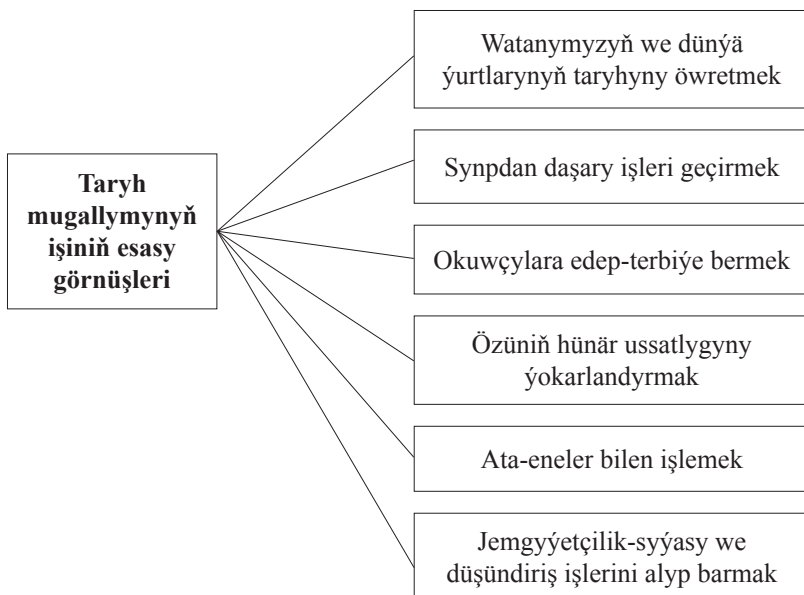 Taryh
mugallymynyň
işiniň esasy
görnüşleri
Watanymyzyň we dünýä
ýurtlarynyň taryhyny öwretmek
Synpdan daşary işleri geçirmek
Okuwçylara edep-terbiýe bermek
Özüniň hünär ussatlygyny
ýokarlandyrmak
Ata-eneler bilen işlemek
Jemgyýetçilik-syýasy we
düşündiriş işlerini alyp barmak